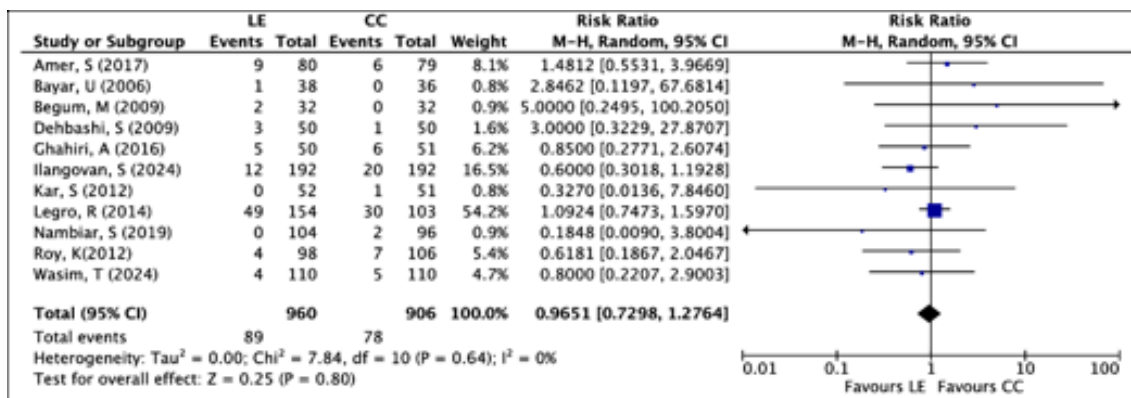 LE CC Risk Ratio Risk Ratio
Study or Subgroup Events Total Events Total Weight M-H, Random, 95% CI M-H, Random, 95% CI
Amer, S (2017) 9 80 6 79 8.1% 1.4812 [0.5531, 3.9669]
Bayar, U (2006) 1 38 0 36 0.8% 2.8462 [0.1197, 67.6814]
Begum, M (2009) 2 32 0 32 0.9% 5.0000 [0.2495, 100.2050]
Dehbashi, S (2009) 3 50 1 50 1.6% 3.0000 [0.3229, 27.8707]
Ghahiri, A (2016) 5 50 6 51 6.2% 0.8500 [0.2771, 2.6074]
Ilangovan, S (2024) 12 192 20 192 16.5% 0.6000 [0.3018, 1.1928]
Kar, S (2012) 0 52 1 51 0.8% 0.3270 [0.0136, 7.8460]
Legro, R (2014) 49 154 30 103 54.2% 1.0924 [0.7473, 1.5970]
Nambiar, S (2019) 0 104 2 96 0.9% 0.1848 [0.0090, 3.8004]
Roy, K(2012) 4 98 7 106 5.4% 0.6181 [0.1867, 2.0467]
Wasim, T (2024) 4 110 5 110 4.7% 0.8000 [0.2207, 2.9003]
Total (95% CI) 960 906 100.0% 0.9651 [0.7298, 1.2764]
Total events 89 78
Heterogeneity: Tau² = 0.00; Chi² = 7.84, df = 10 (P = 0.64); I² = 0%
Test for overall effect: Z = 0.25 (P = 0.80)
0.01 0.1 1 10 100
Favours LE Favours CC